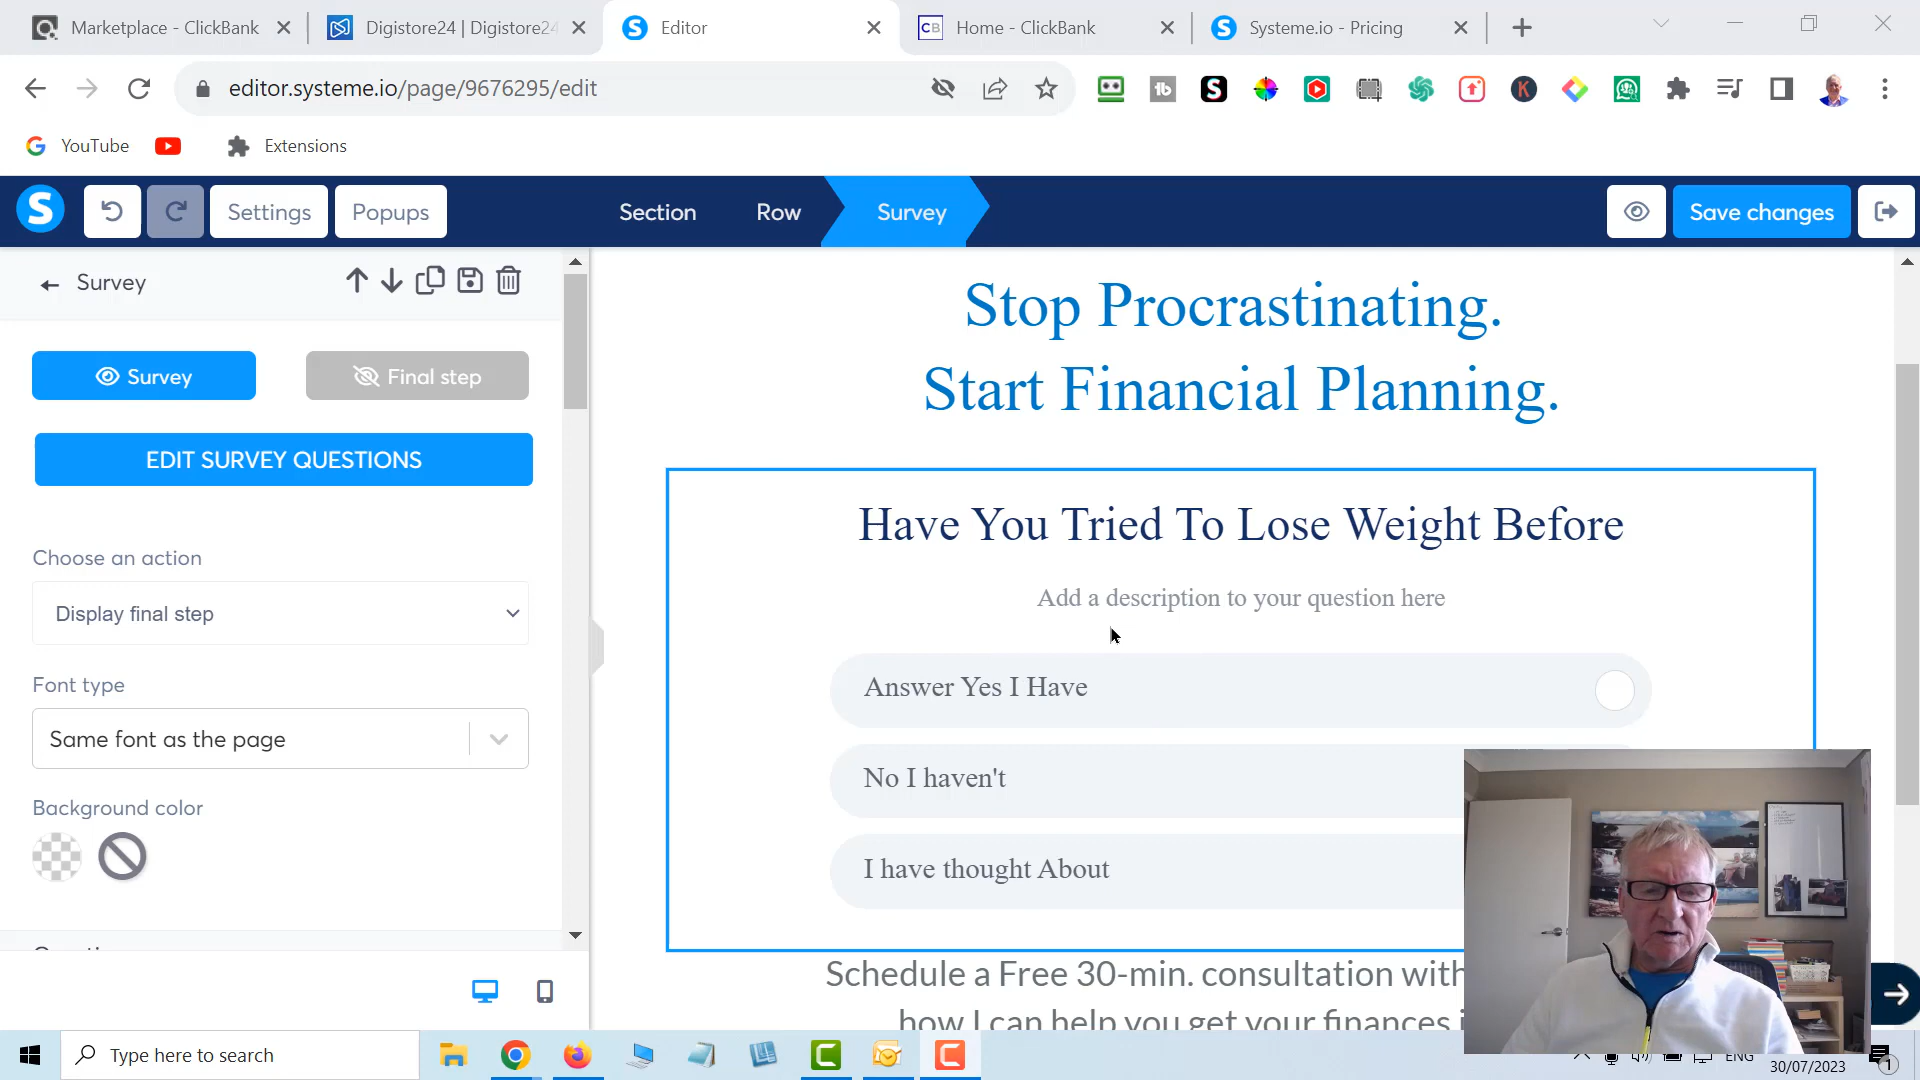 Marketplace - ClickBank
Digistore24 | Digistore24
Editor
CB Home - ClickBank
Systeme.io - Pricing
editor.systeme.io/page/9676295/edit
YouTube
Extensions
Settings
Popups
Section
Row
Survey
Save changes
Survey
Survey
Final step
EDIT SURVEY QUESTIONS
Choose an action
Display final step
Font type
Same font as the page
Background color
Stop Procrastinating.
Start Financial Planning.
Have You Tried To Lose Weight Before
Add a description to your question here
Answer Yes I Have
No I haven't
I have thought About
Schedule a Free 30-min. consultation with
how I can help you get your finances i
Type here to search
ENG
30/07/2023
1